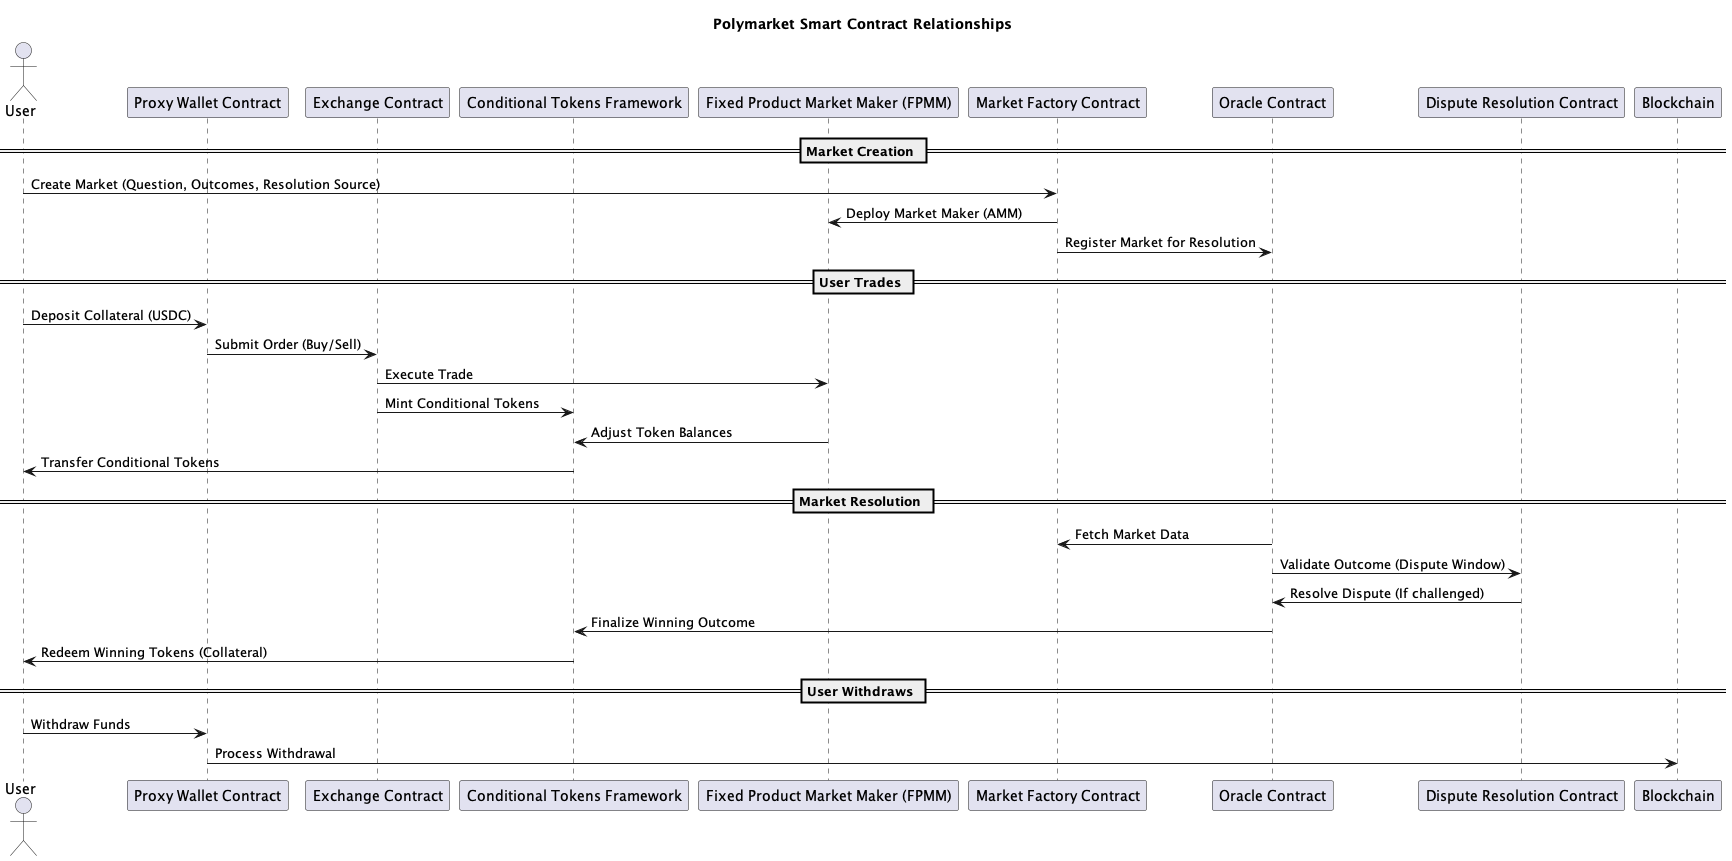 Polymarket Smart Contract Relationships
User
Proxy Wallet Contract
Exchange Contract
Conditional Tokens Framework
Fixed Product Market Maker (FPMM)
Market Factory Contract
Oracle Contract
Dispute Resolution Contract
Blockchain
Market Creation
Create Market (Question, Outcomes, Resolution Source)
Deploy Market Maker (AMM)
Register Market for Resolution
User Trades
Deposit Collateral (USDC)
Submit Order (Buy/Sell)
Execute Trade
Mint Conditional Tokens
Adjust Token Balances
Transfer Conditional Tokens
Market Resolution
Fetch Market Data
Validate Outcome (Dispute Window)
Resolve Dispute (If challenged)
Finalize Winning Outcome
Redeem Winning Tokens (Collateral)
User Withdraws
Withdraw Funds
Process Withdrawal
User
Proxy Wallet Contract
Exchange Contract
Conditional Tokens Framework
Fixed Product Market Maker (FPMM)
Market Factory Contract
Oracle Contract
Dispute Resolution Contract
Blockchain